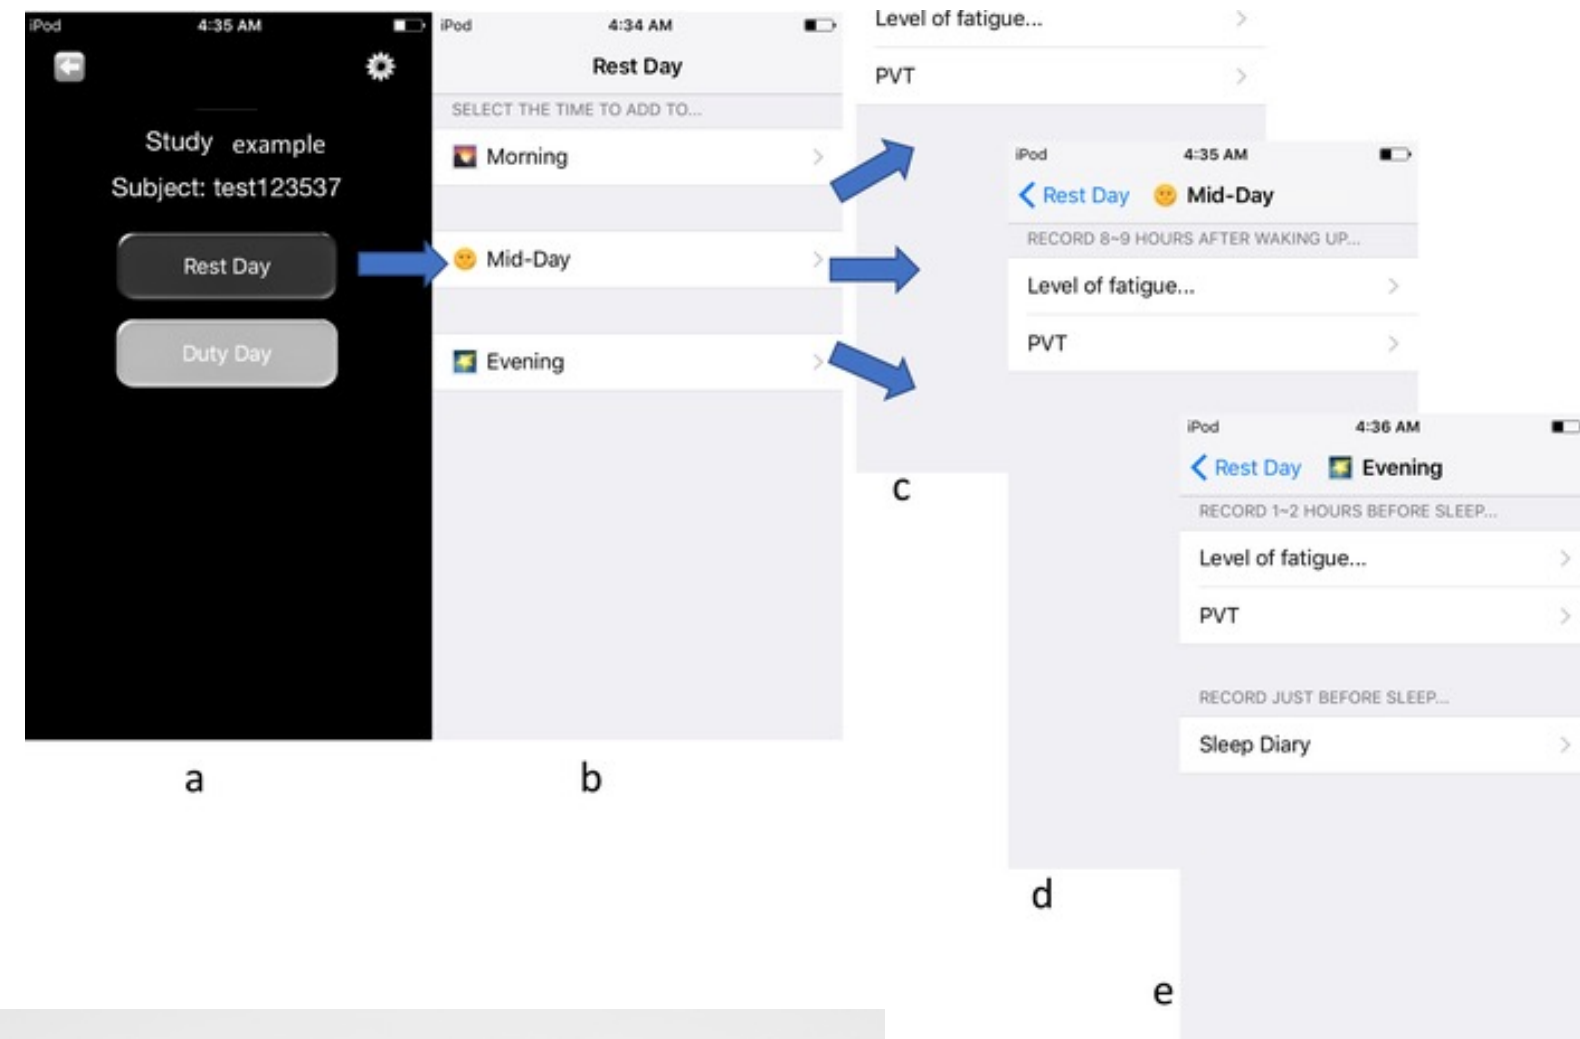 iPod 4:35 AM
Study example
Subject: test123537
Rest Day
Duty Day
a
iPod 4:34 AM
Rest Day
SELECT THE TIME TO ADD TO...
Morning
Mid-Day
Evening
b
Level of fatigue...
PVT
c
iPod 4:35 AM
Rest Day Mid-Day
RECORD 8~9 HOURS AFTER WAKING UP...
Level of fatigue...
PVT
d
iPod 4:36 AM
Rest Day Evening
RECORD 1~2 HOURS BEFORE SLEEP...
Level of fatigue...
PVT
RECORD JUST BEFORE SLEEP...
Sleep Diary
e